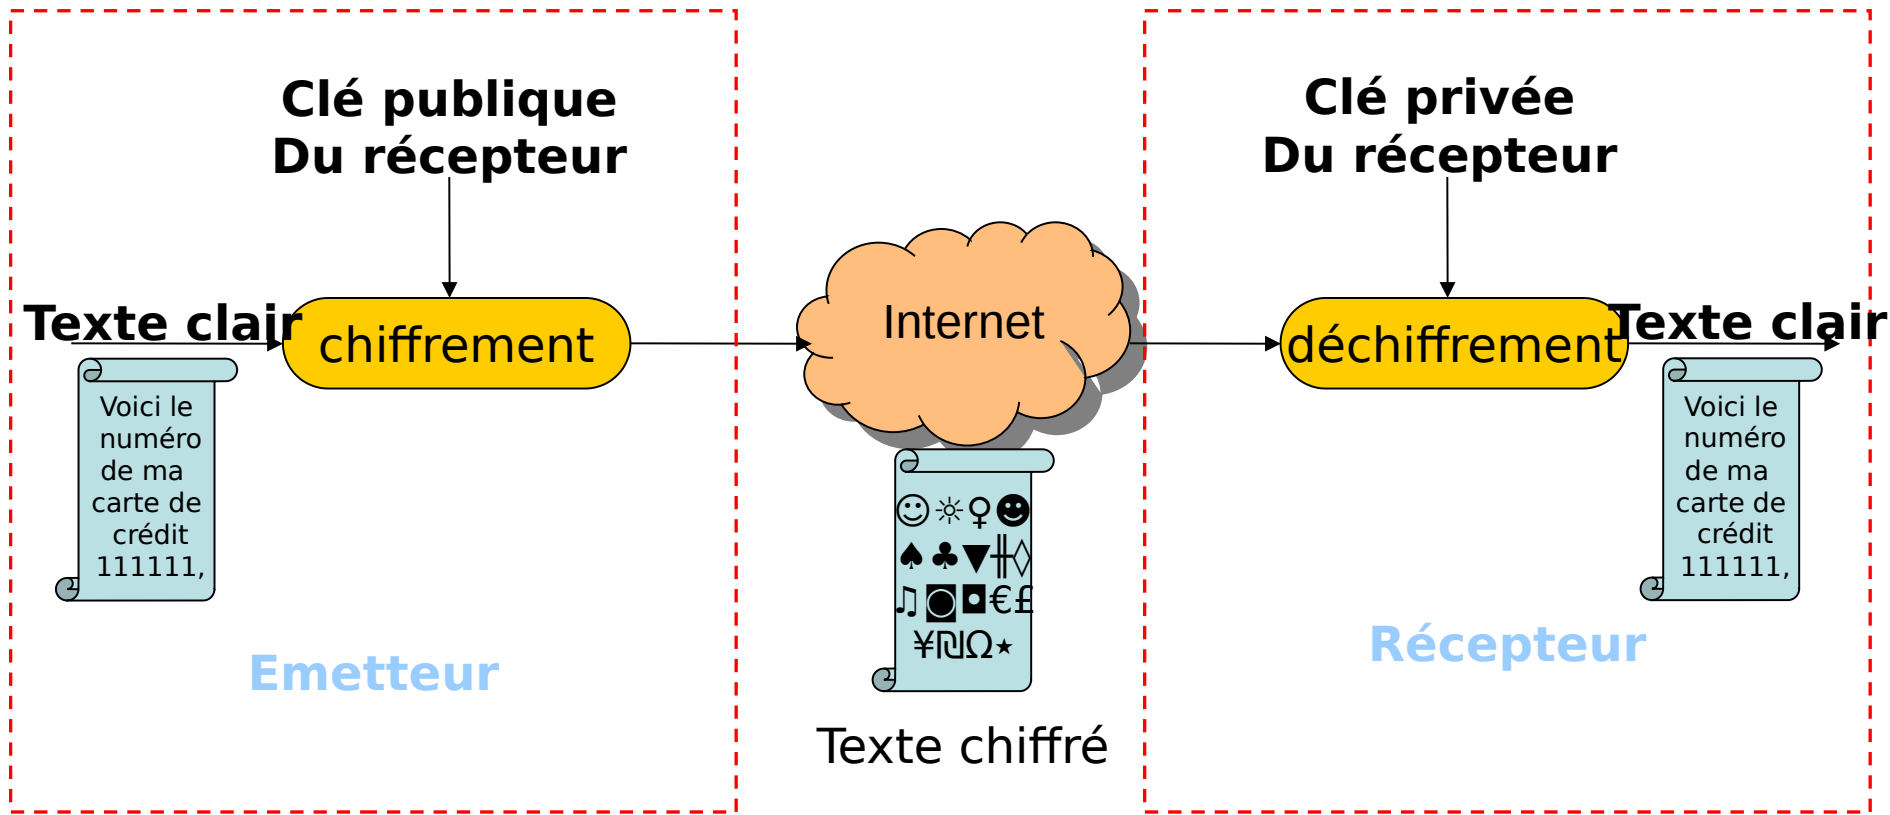 Clé publique
Du récepteur
Texte clair
chiffrement
Voici le
numéro
de ma
carte de
crédit
111111,
Emetteur
Internet
☺☼♀☻
♠♣▼╫◊
♫◙◘€£
¥₪Ω⋆
Texte chiffré
Clé privée
Du récepteur
déchiffrement
Texte clair
Voici le
numéro
de ma
carte de
crédit
111111,
Récepteur